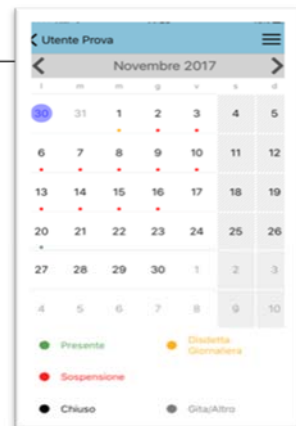 Utente Prova
Novembre 2017
l m m g v s d
30 31 1 2 3 4 5
6 7 8 9 10 11 12
13 14 15 16 17 18 19
20 21 22 23 24 25 26
27 28 29 30 1 2 3
4 5 6 7 8 9 10
Presente
Disdetta
Giornaliera
Sospensione
Chiuso
Gita/Altro